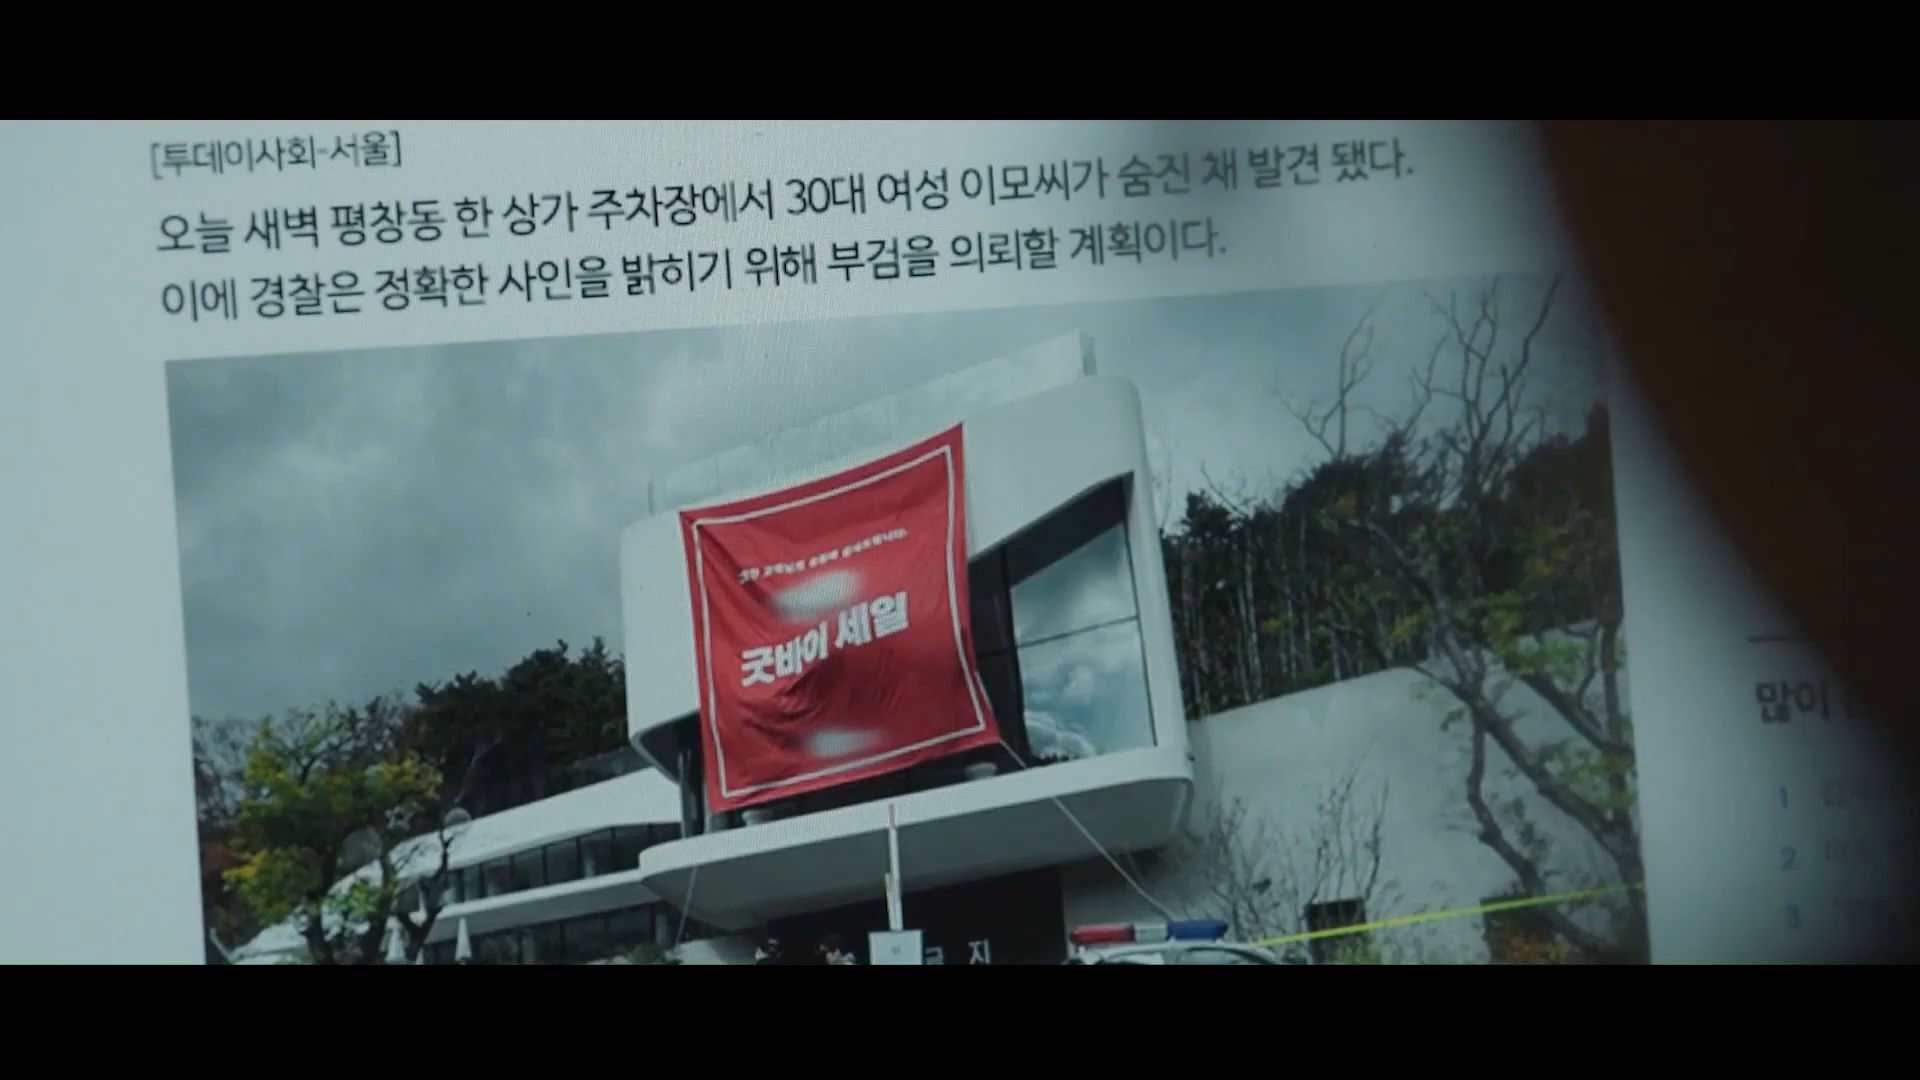 [투데이사회-서울]
오늘 새벽 평창동 한 상가 주차장에서 30대 여성 이모씨가 숨진 채 발견 됐다.
이에 경찰은 정확한 사인을 밝히기 위해 부검을 의뢰할 계획이다.
굿바이 세일
많이
1
2
3
금 지